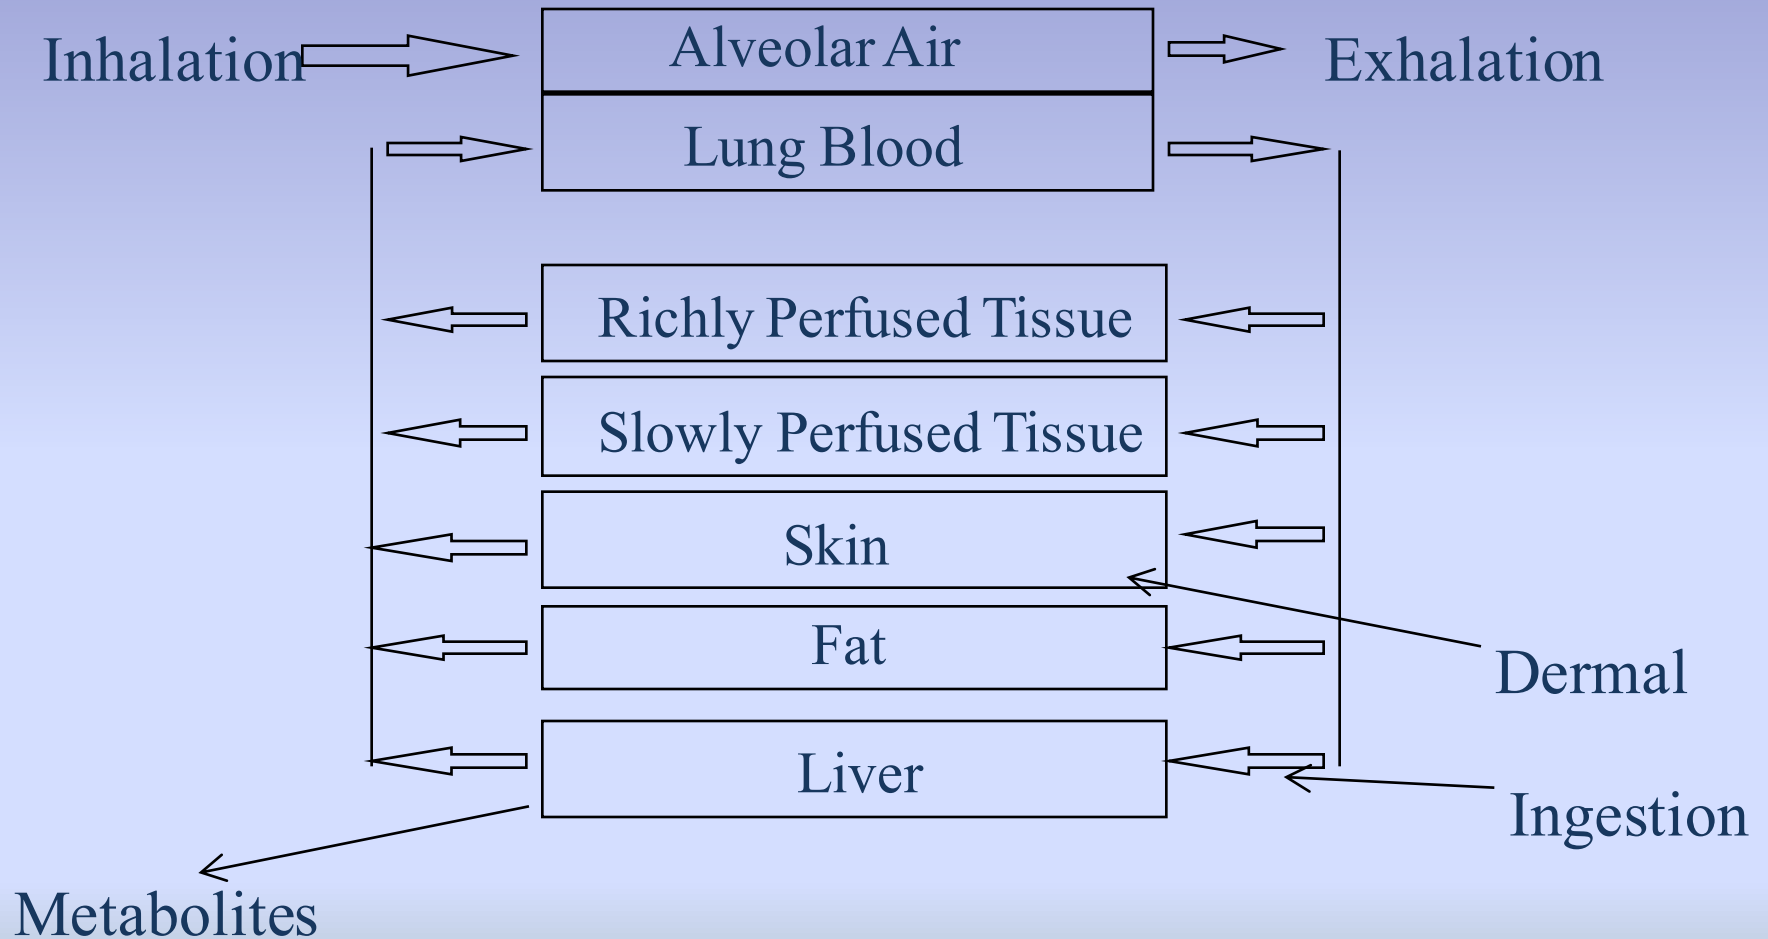 Inhalation
Alveolar Air
Exhalation
Lung Blood
Richly Perfused Tissue
Slowly Perfused Tissue
Skin
Fat
Dermal
Liver
Ingestion
Metabolites